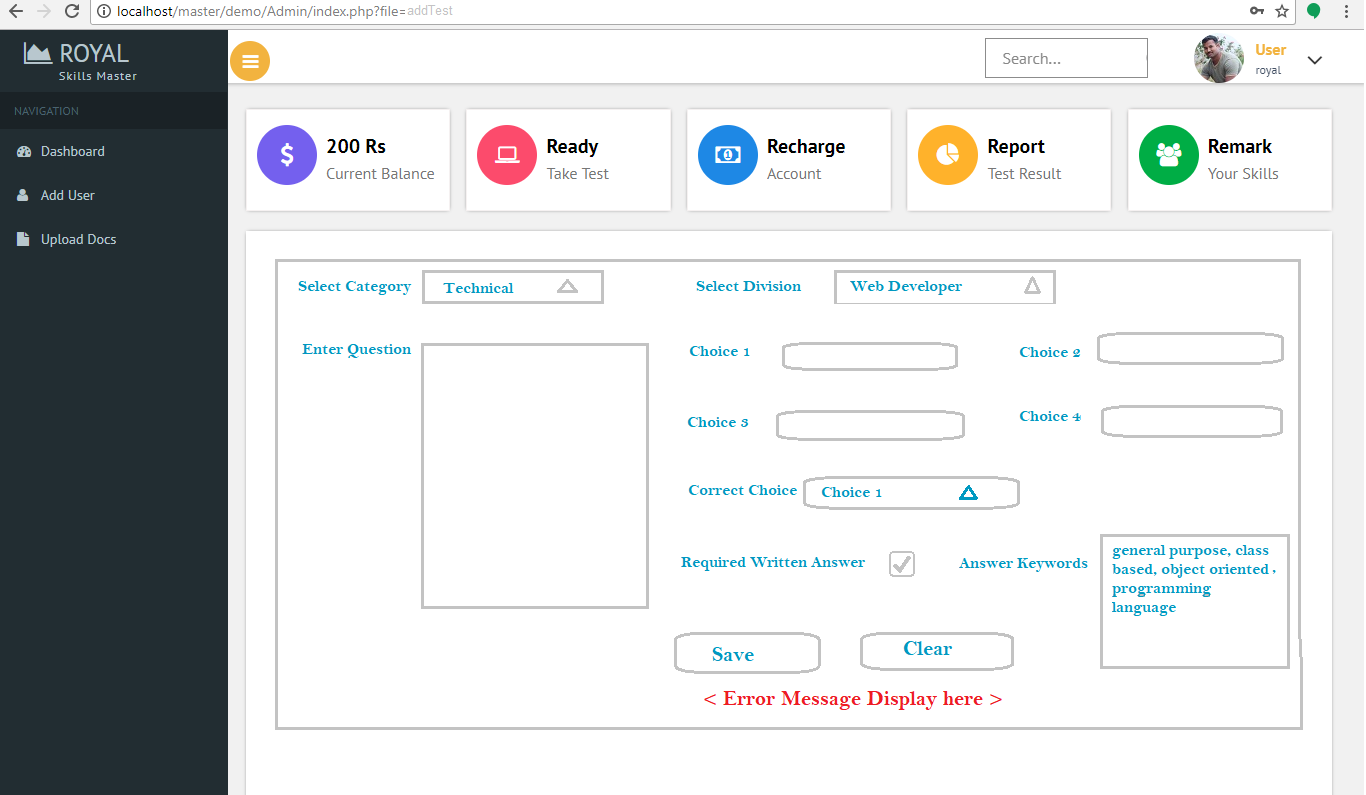 localhost/master/demo/Admin/index.php?file=addTest
ROYAL
Skills Master
Search...
User
royal
NAVIGATION
Dashboard
Add User
Upload Docs
200 Rs
Current Balance
Ready
Take Test
Recharge
Account
Report
Test Result
Remark
Your Skills
Select Category
Technical
Select Division
Web Developer
Enter Question
Choice 1
Choice 2
Choice 3
Choice 4
Correct Choice
Choice 1
Required Written Answer
Answer Keywords
general purpose, class
based, object oriented ,
programming
language
Save
Clear
< Error Message Display here >